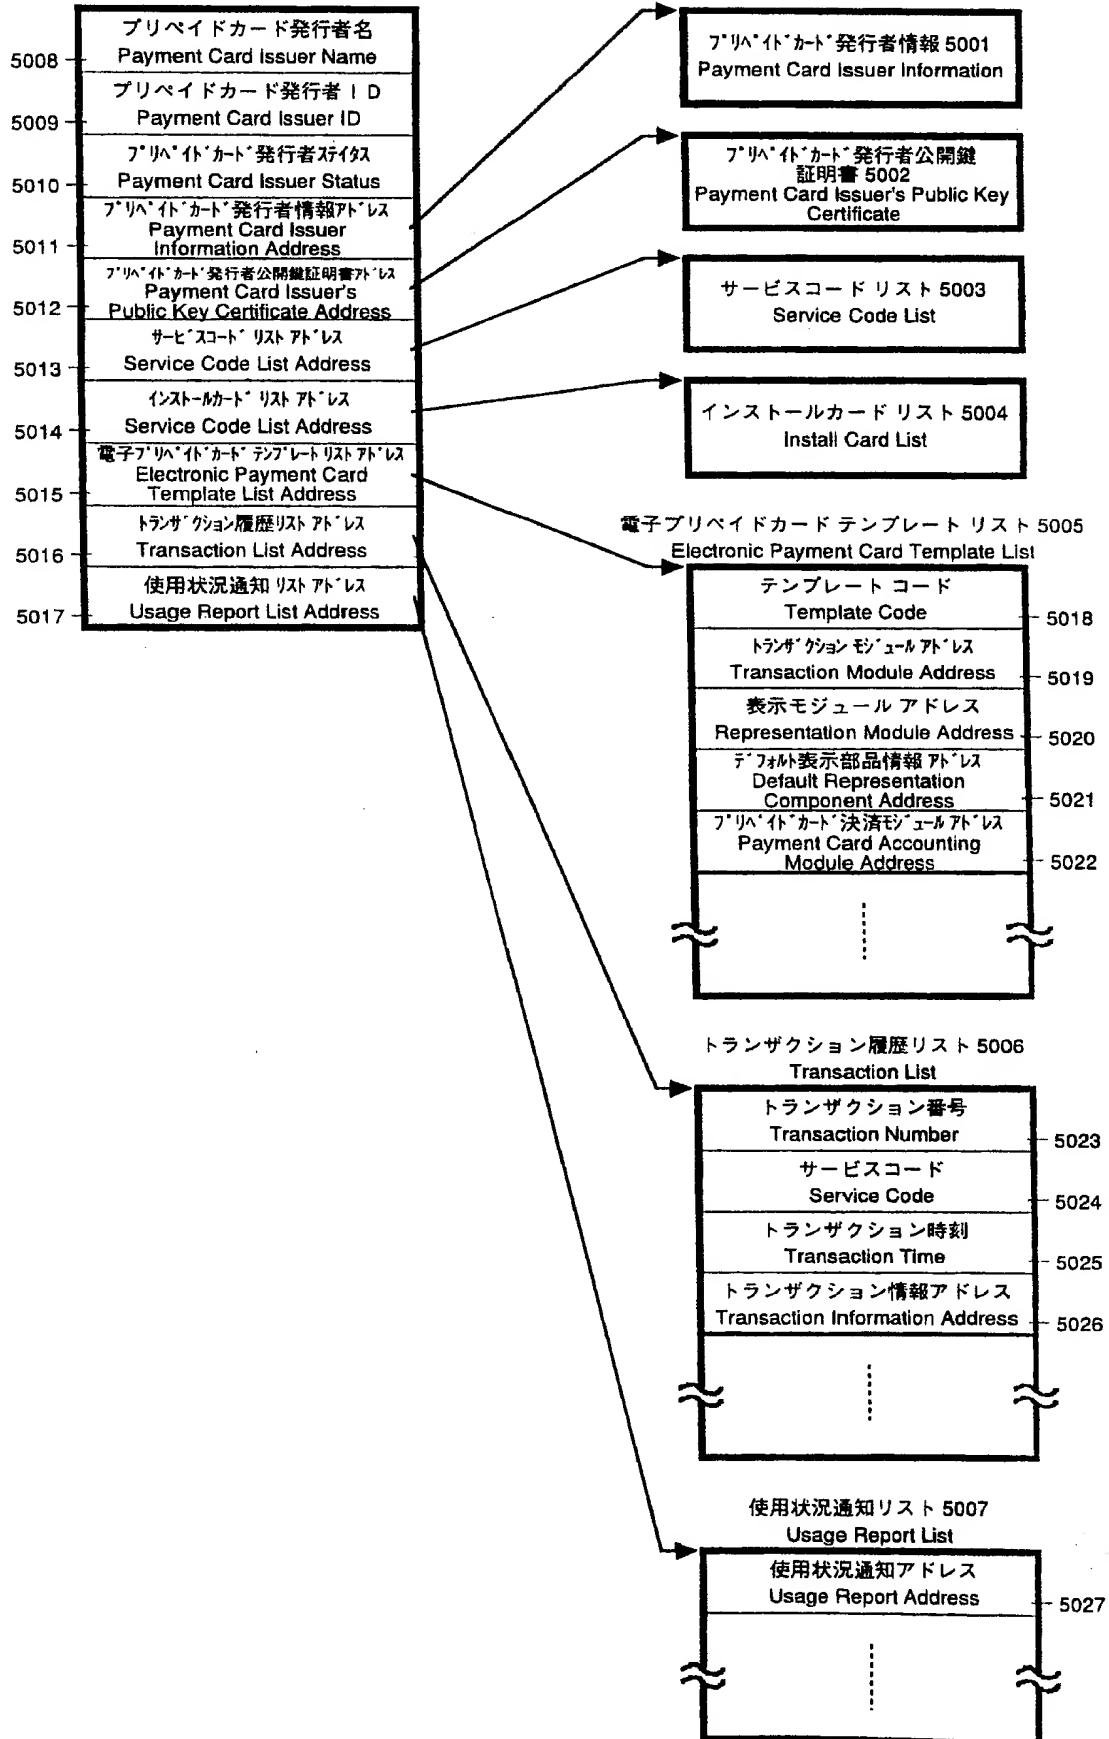 プリペイドカード発行者名
Payment Card Issuer Name
5008
プリペイドカード発行者 I D
Payment Card Issuer ID
5009
プリペイドカード発行者ステイタス
Payment Card Issuer Status
5010
プリペイドカード発行者情報アドレス
Payment Card Issuer
Information Address
5011
プリペイドカード発行者公開鍵証明書アドレス
Payment Card Issuer's
Public Key Certificate Address
5012
サービスコード リスト アドレス
Service Code List Address
5013
インストールカード リスト アドレス
Service Code List Address
5014
電子プリペイドカード テンプレート リスト アドレス
Electronic Payment Card
Template List Address
5015
トランザクション履歴リスト アドレス
Transaction List Address
5016
使用状況通知 リスト アドレス
Usage Report List Address
5017
プリペイドカード発行者情報 5001
Payment Card Issuer Information
プリペイドカード発行者公開鍵
証明書 5002
Payment Card Issuer's Public Key
Certificate
サービスコード リスト 5003
Service Code List
インストールカード リスト 5004
Install Card List
電子プリペイドカード テンプレート リスト 5005
Electronic Payment Card Template List
テンプレート コード
Template Code
5018
トランザクション モジュール アドレス
Transaction Module Address
5019
表示モジュール アドレス
Representation Module Address
5020
デフォルト表示部品情報 アドレス
Default Representation
Component Address
5021
プリペイドカード決済モジュール アドレス
Payment Card Accounting
Module Address
5022
トランザクション履歴リスト 5006
Transaction List
トランザクション番号
Transaction Number
5023
サービスコード
Service Code
5024
トランザクション時刻
Transaction Time
5025
トランザクション情報アドレス
Transaction Information Address
5026
使用状況通知リスト 5007
Usage Report List
使用状況通知アドレス
Usage Report Address
5027